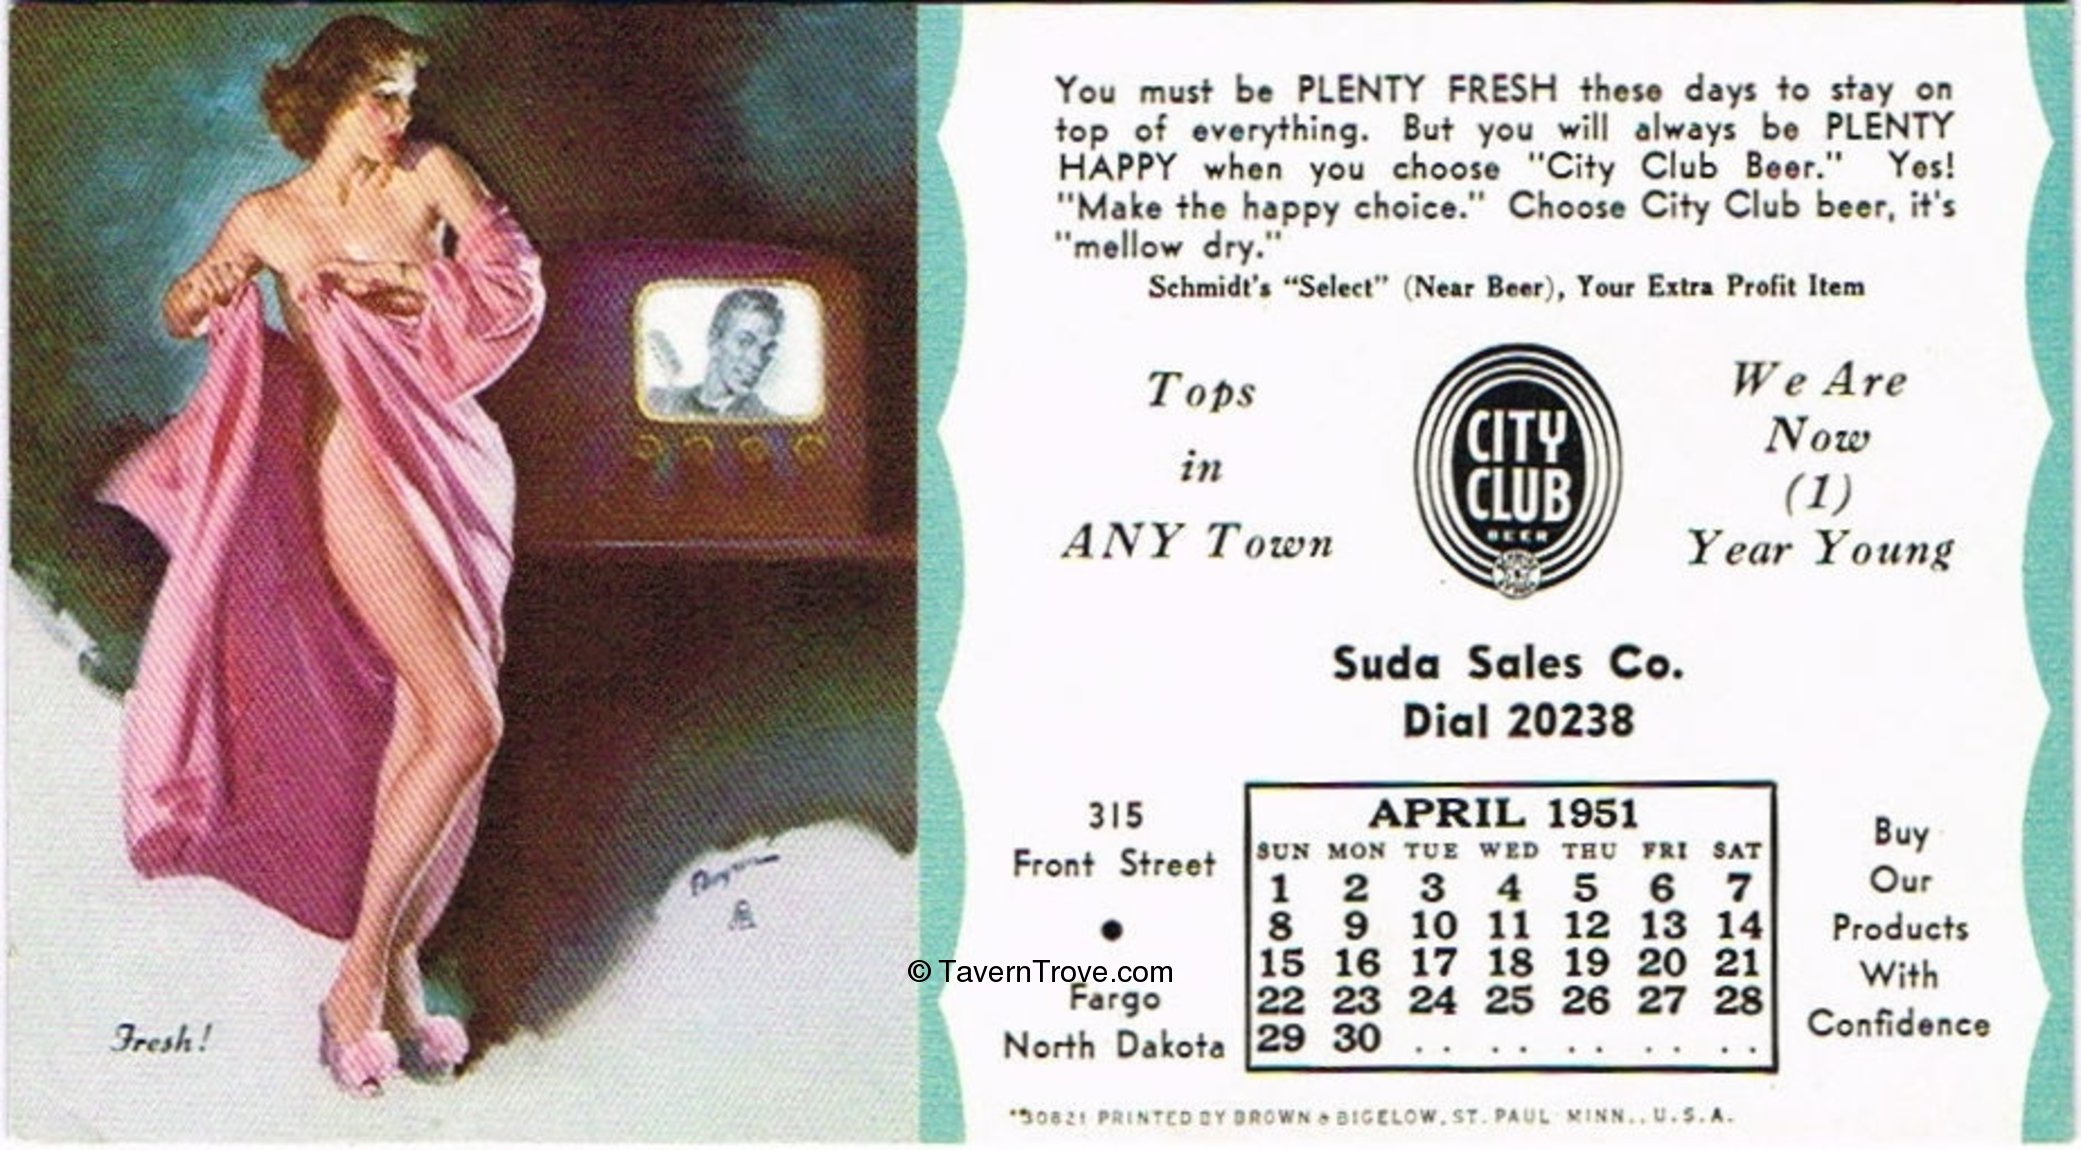 You must be PLENTY FRESH these days to stay on
top of everything. But you will always be PLENTY
HAPPY when you choose "City Club Beer." Yes!
"Make the happy choice." Choose City Club beer, it's
"mellow dry."
Schmidt's "Select" (Near Beer), Your Extra Profit Item
Tops
in
ANY Town
CITY
CLUB
BEER
We Are
Now
(1)
Year Young
Suda Sales Co.
Dial 20238
315
Front Street
•
Fargo
North Dakota
APRIL 1951
SUN MON TUE WED THU FRI SAT
1 2 3 4 5 6 7
8 9 10 11 12 13 14
15 16 17 18 19 20 21
22 23 24 25 26 27 28
29 30 . . . . . . . . . .
Buy
Our
Products
With
Confidence
Fresh!
© TavernTrove.com
30821 PRINTED BY BROWN & BIGELOW, ST. PAUL MINN., U.S.A.